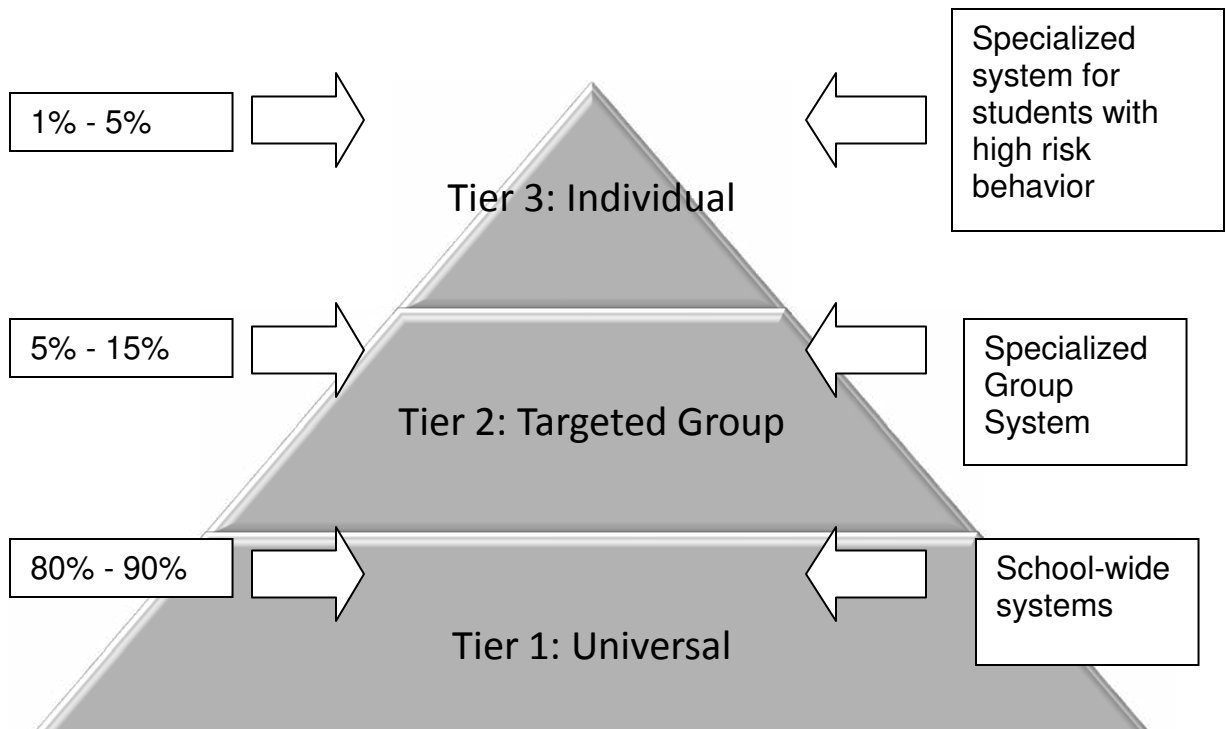 1% - 5%
Specialized
system for
students with
high risk
behavior
Tier 3: Individual
5% - 15%
Specialized
Group
System
Tier 2: Targeted Group
80% - 90%
School-wide
systems
Tier 1: Universal